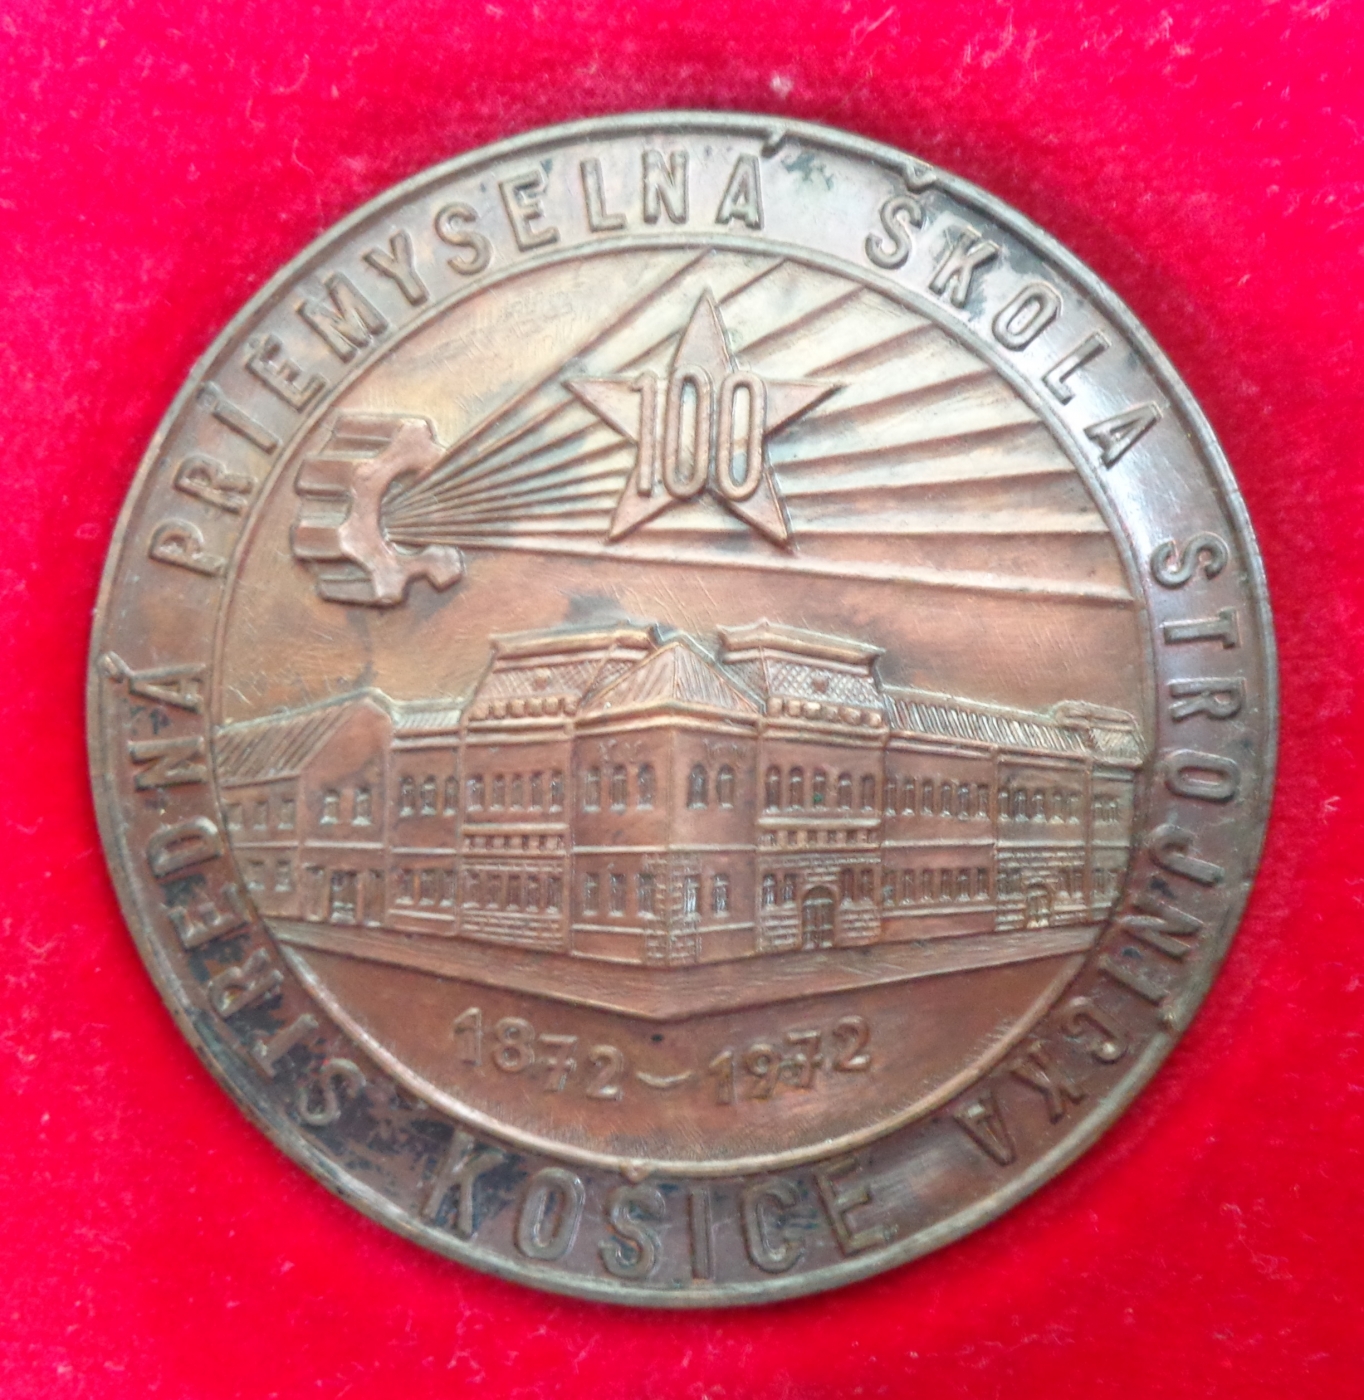 STREDNÁ PRIEMYSELNÁ ŠKOLA STROJNÍCKA
KOŠICE
100
1872-1972